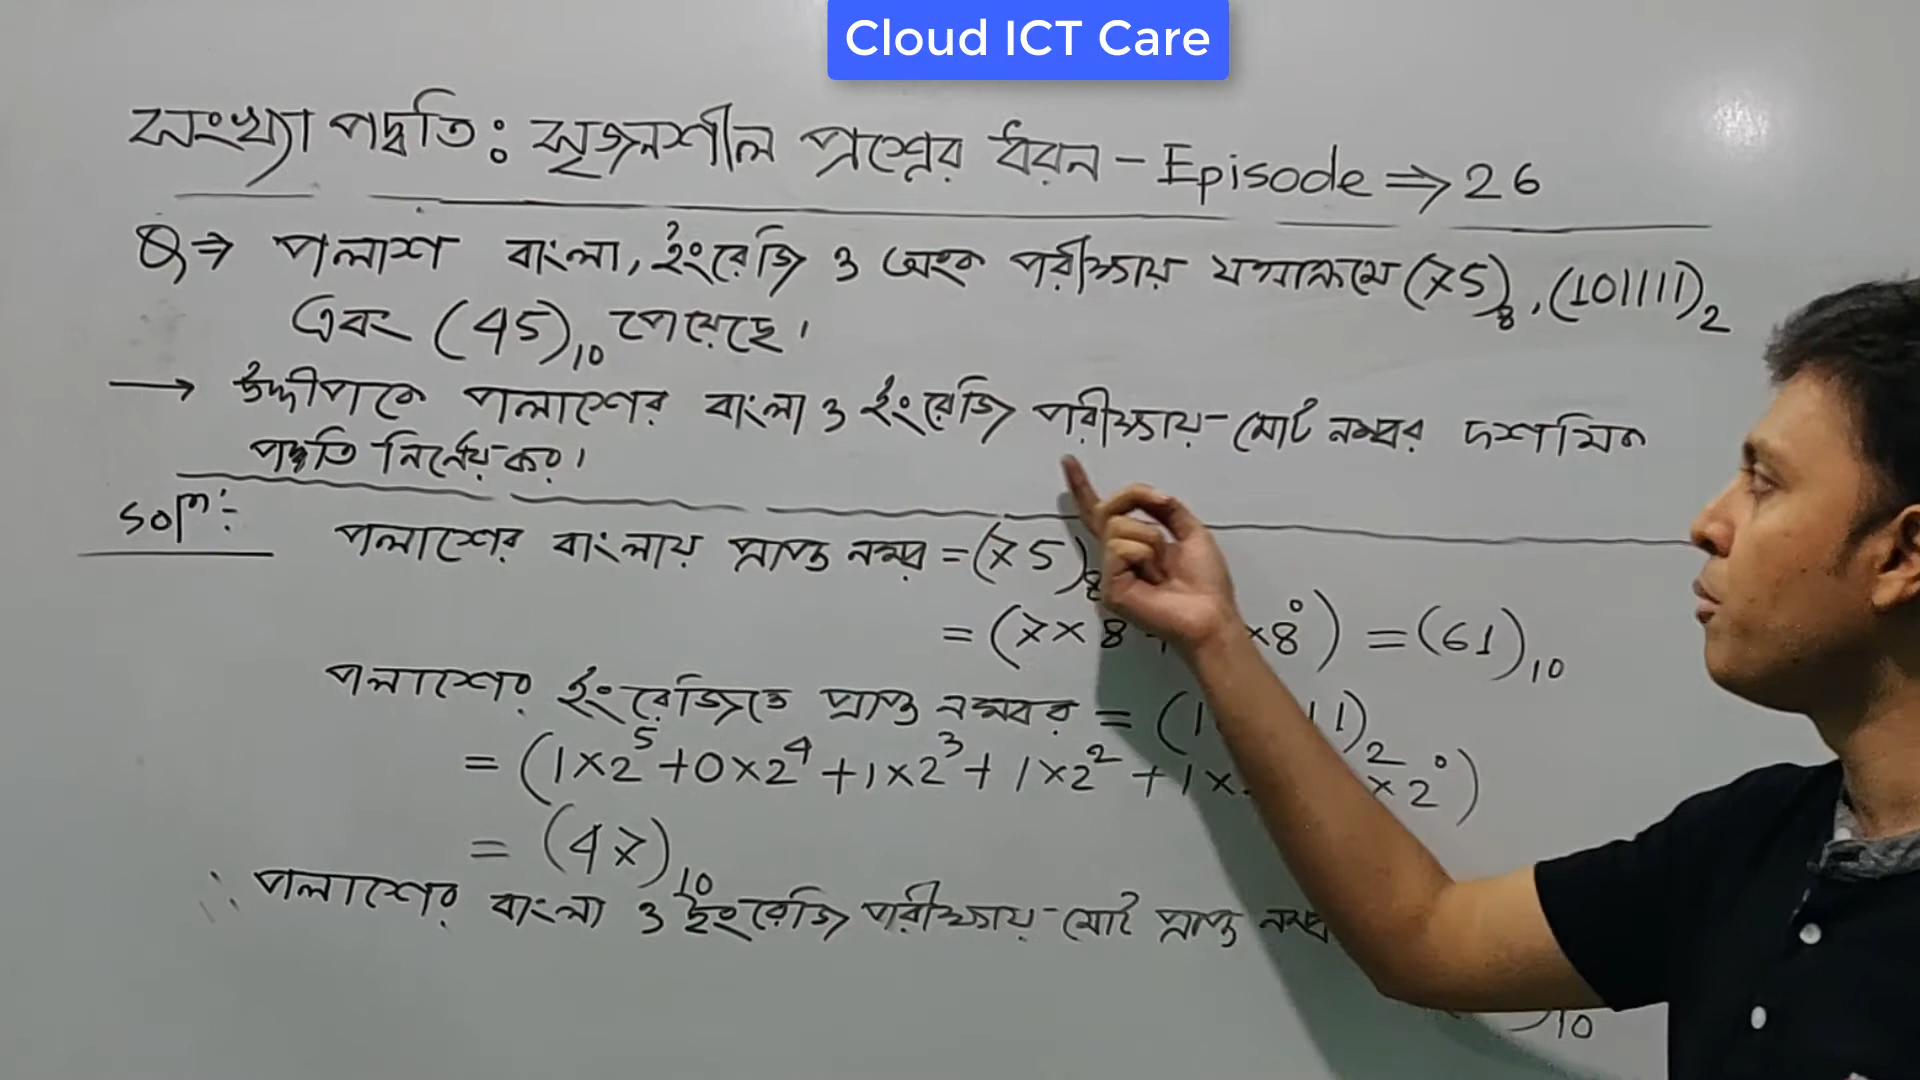 Cloud ICT Care
সংখ্যা পদ্ধতি: সৃজনশীল প্রশ্নের ধরন - Episode ⇒ 26
Q ⇒ পলাশ বাংলা, ইংরেজি ও অংক পরীক্ষায় যথাক্রমে (75)₈, (101111)₂
এবং (45)₁₀ পেয়েছে।
→ উদ্দীপকে পলাশের বাংলা ও ইংরেজি পরীক্ষায় মোট নম্বর দশমিক
পদ্ধতি নির্ণয় কর।
Solⁿ:
পলাশের বাংলায় প্রাপ্ত নম্বর = (75)₈
= (7×8 ×8⁰) = (61)₁₀
পলাশের ইংরেজিতে প্রাপ্ত নম্বর = (1 11)₂
= (1×2⁵+0×2⁴+1×2³+1×2²+1× ×2⁰)
= (47)₁₀
∴ পলাশের বাংলা ও ইংরেজি পরীক্ষায় মোট প্রাপ্ত নম্বর
)₁₀